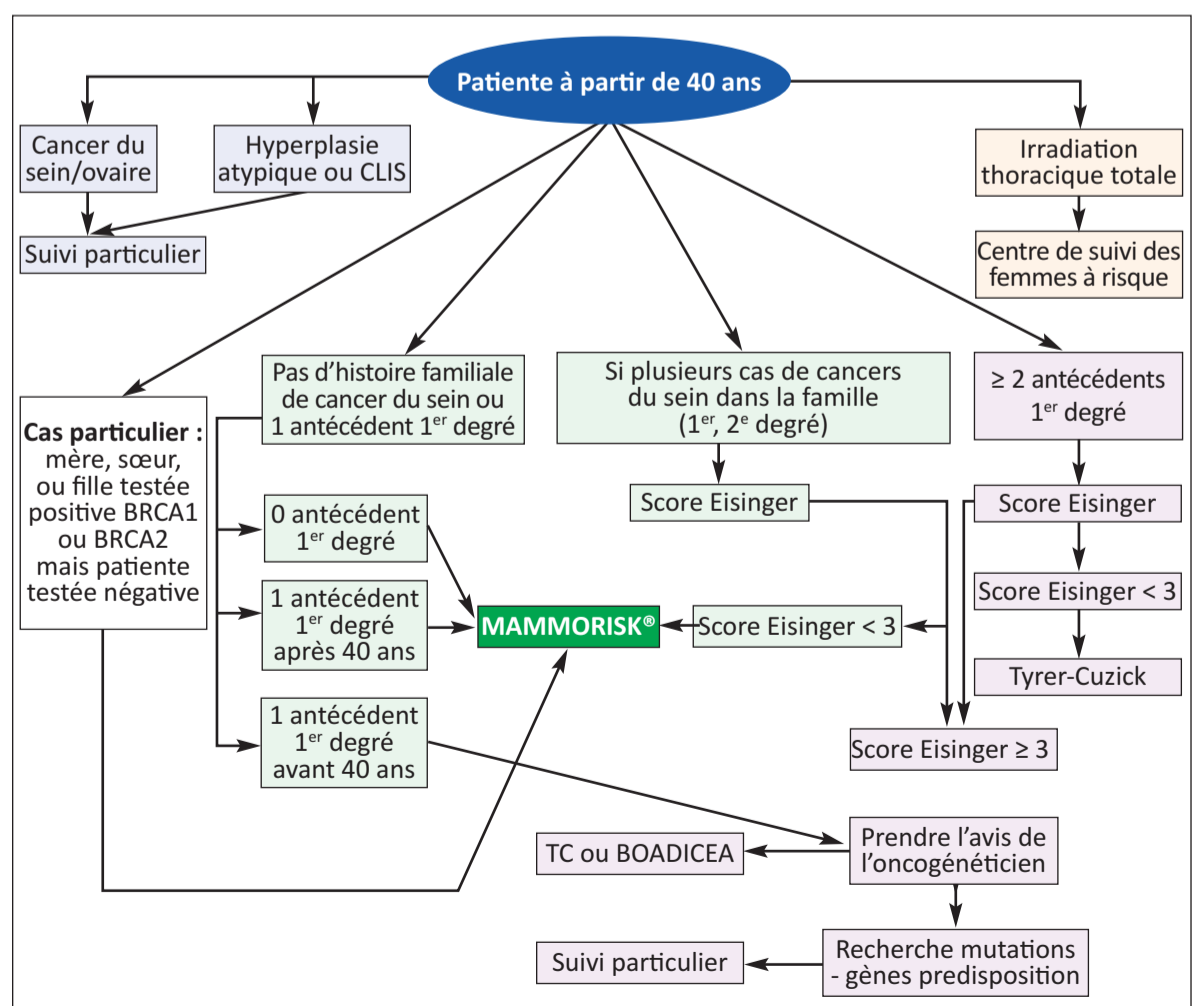 Patiente à partir de 40 ans
Cancer du
sein/ovaire
Hyperplasie
atypique ou CLIS
Irradiation
thoracique totale
Suivi particulier
Centre de suivi des
femmes à risque
Cas particulier :
mère, sœur,
ou fille testée
positive BRCA1
ou BRCA2
mais patiente
testée négative
Pas d'histoire familiale
de cancer du sein ou
1 antécédent 1er degré
Si plusieurs cas de cancers
du sein dans la famille
(1er, 2e degré)
≥ 2 antécédents
1er degré
0 antécédent
1er degré
Score Eisinger
Score Eisinger
1 antécédent
1er degré
après 40 ans
MAMMORISK®
Score Eisinger < 3
Score Eisinger < 3
Tyrer-Cuzick
1 antécédent
1er degré
avant 40 ans
Score Eisinger ≥ 3
TC ou BOADICEA
Prendre l'avis de
l'oncogénéticien
Suivi particulier
Recherche mutations
- gènes predisposition